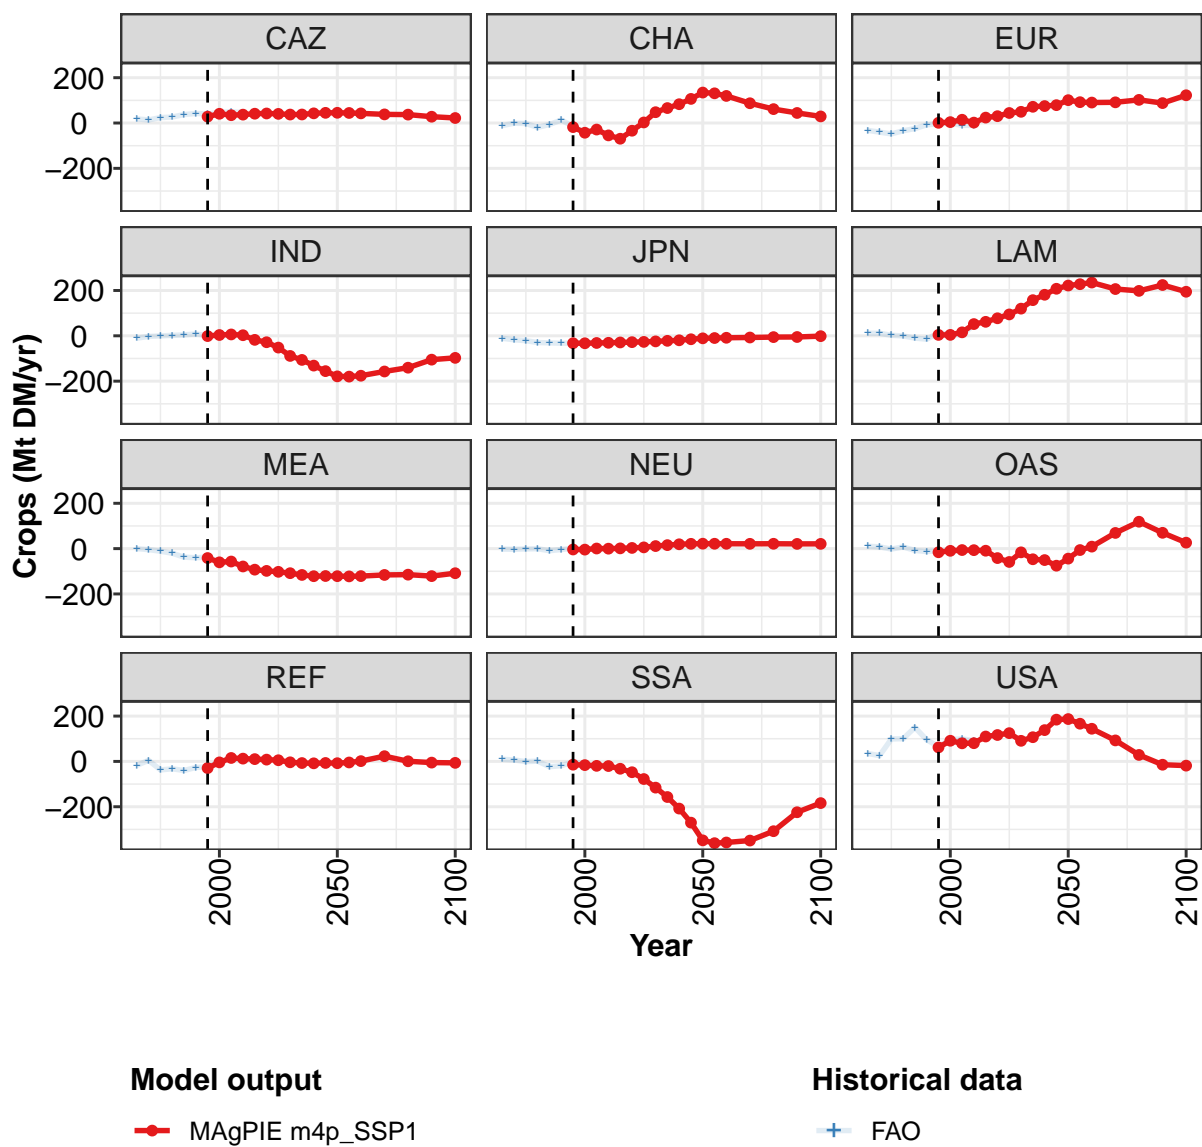 CAZ CHA EUR
200
0
−200
IND JPN LAM
200
0
−200
MEA NEU OAS
200
0
−200
REF SSA USA
200
0
−200
Crops (Mt DM/yr)
2000 2050 2100 2000 2050 2100 2000 2050 2100
Year
Model output Historical data
MAgPIE m4p_SSP1 FAO